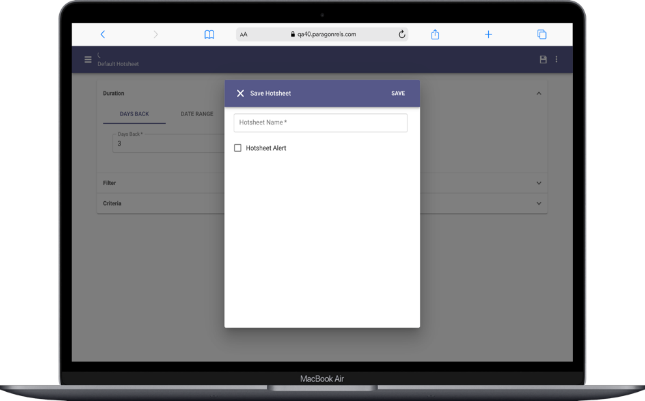 AA
qa40.paragonrels.com
Default Hotsheet
Duration
DAYS BACK
DATE RANGE
Days Back *
3
Filter
Criteria
Save Hotsheet
SAVE
Hotsheet Name *
Hotsheet Alert
MacBook Air